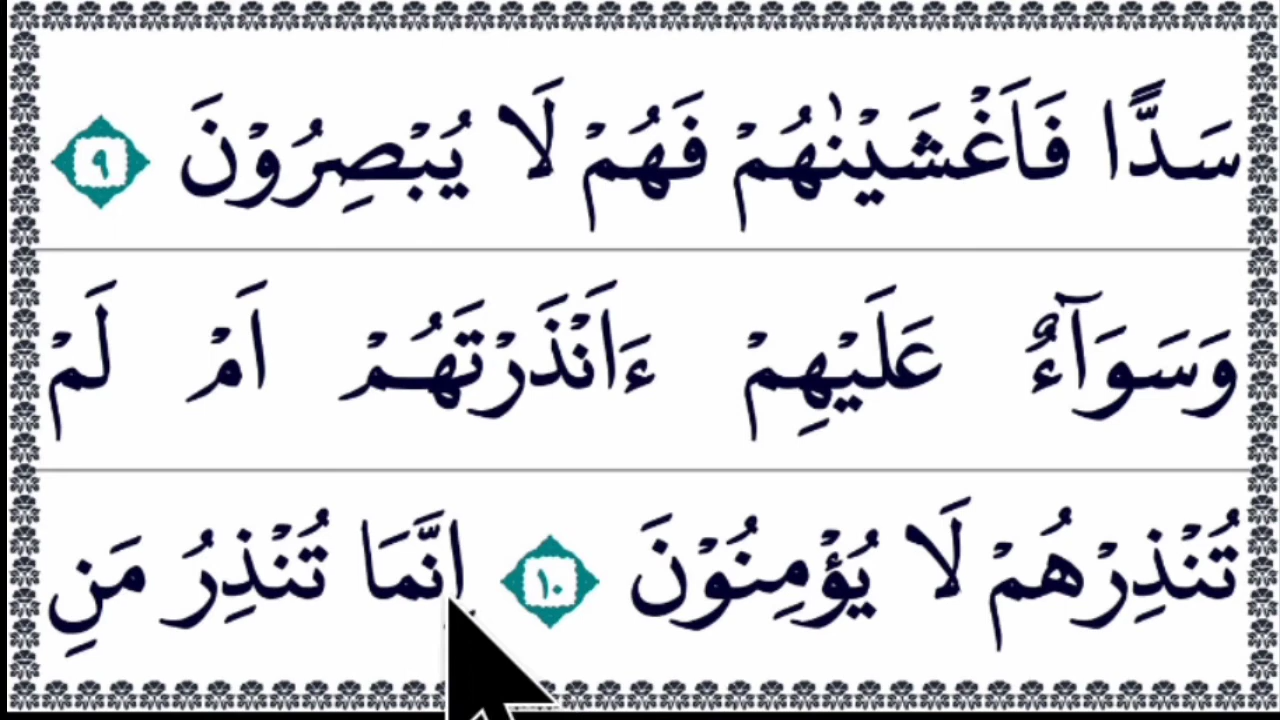 سَدًّا فَاَغْشَيْنٰهُمْ فَهُمْ لَا يُبْصِرُوْنَ ٩
وَسَوَآءٌ عَلَيْهِمْ ءَاَنْذَرْتَهُمْ اَمْ لَمْ
تُنْذِرْهُمْ لَا يُؤْمِنُوْنَ ١٠ اِنَّمَا تُنْذِرُ مَنِ